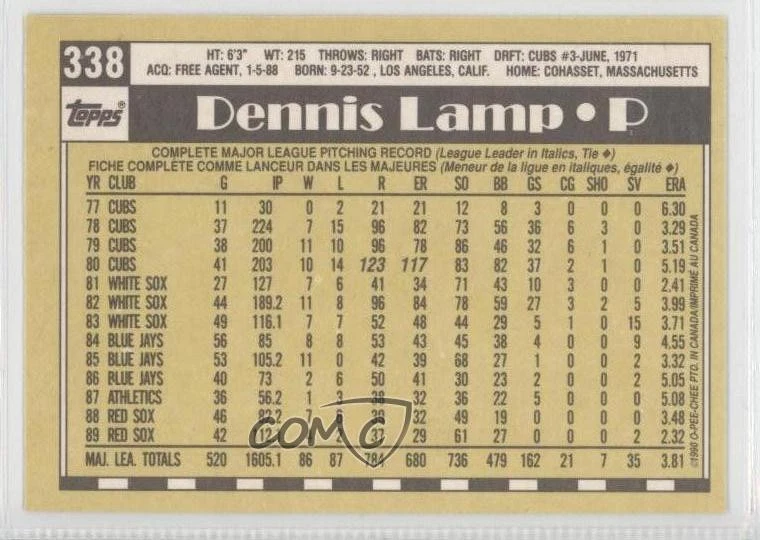 338
HT: 6'3" WT: 215 THROWS: RIGHT BATS: RIGHT DRFT: CUBS #3-JUNE, 1971
ACQ: FREE AGENT, 1-5-88 BORN: 9-23-52 , LOS ANGELES, CALIF. HOME: COHASSET, MASSACHUSETTS
topps®
Dennis Lamp • P
COMPLETE MAJOR LEAGUE PITCHING RECORD (League Leader in Italics, Tie ◆)
FICHE COMPLÈTE COMME LANCEUR DANS LES MAJEURES (Meneur de la ligue en italiques, égalité ◆)
YR CLUB G IP W L R ER SO BB GS CG SHO SV ERA
77 CUBS 11 30 0 2 21 21 12 8 3 0 0 0 6.30
78 CUBS 37 224 7 15 96 82 73 56 36 6 3 0 3.29
79 CUBS 38 200 11 10 96 78 86 46 32 6 1 0 3.51
80 CUBS 41 203 10 14 123 117 83 82 37 2 1 0 5.19
81 WHITE SOX 27 127 7 6 41 34 71 43 10 3 0 0 2.41
82 WHITE SOX 44 189.2 11 8 96 84 78 59 27 3 2 5 3.99
83 WHITE SOX 49 116.1 7 7 52 48 44 29 5 1 0 15 3.71
84 BLUE JAYS 56 85 8 8 53 43 45 38 4 0 0 9 4.55
85 BLUE JAYS 53 105.2 11 0 42 39 68 27 1 0 0 2 3.32
86 BLUE JAYS 40 73 2 6 50 41 30 23 2 0 0 2 5.05
87 ATHLETICS 36 56.2 1 3 38 32 36 22 5 0 0 0 5.08
88 RED SOX 46 82.2 7 6 39 32 49 19 0 0 0 0 3.48
89 RED SOX 42 112.1 4 2 37 29 61 27 0 0 0 2 2.32
MAJ. LEA. TOTALS 520 1605.1 86 87 784 680 736 479 162 21 7 35 3.81
©1990 O-PEE-CHEE PTD. IN CANADA/IMPRIMÉ AU CANADA
COMC